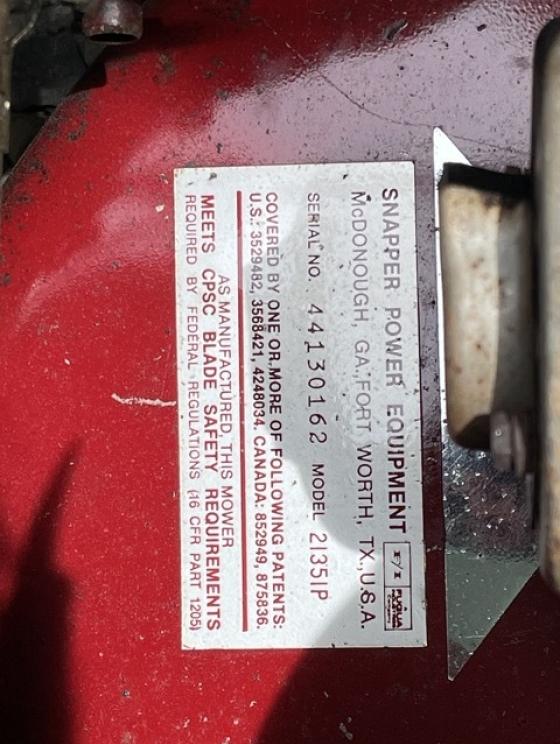 SNAPPER POWER EQUIPMENT
McDONOUGH, GA., FORT WORTH, TX., U.S.A.
F/I FUQUA
SERIAL NO. 44130162 MODEL 21351P
COVERED BY ONE OR MORE OF FOLLOWING PATENTS:
U.S.: 3529482, 3568421, 4248034. CANADA: 852949, 875836.
AS MANUFACTURED, THIS MOWER
MEETS CPSC BLADE SAFETY REQUIREMENTS
REQUIRED BY FEDERAL REGULATIONS (16 CFR PART 1205)